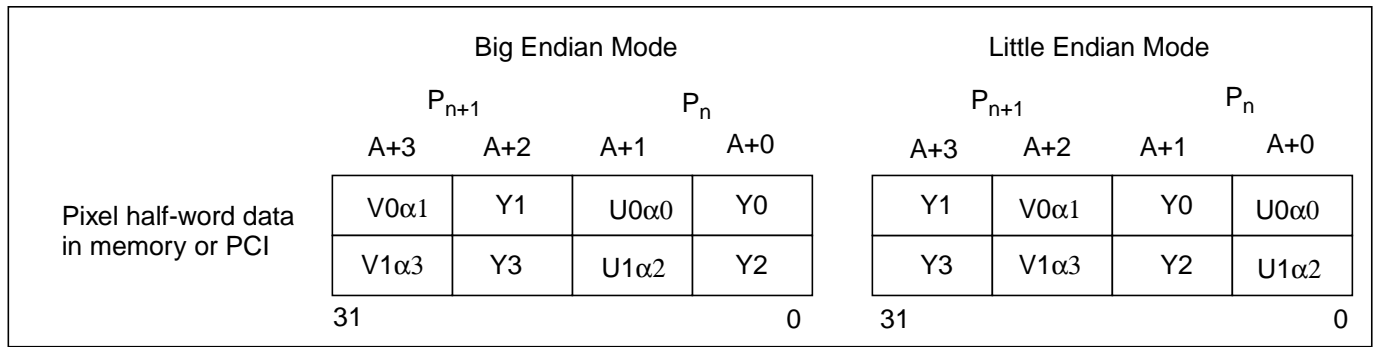 Big Endian Mode Little Endian Mode
Pn+1 Pn Pn+1 Pn
A+3 A+2 A+1 A+0 A+3 A+2 A+1 A+0
Pixel half-word data
in memory or PCI
V0α1 Y1 U0α0 Y0 Y1 V0α1 Y0 U0α0
V1α3 Y3 U1α2 Y2 Y3 V1α3 Y2 U1α2
31 0 31 0